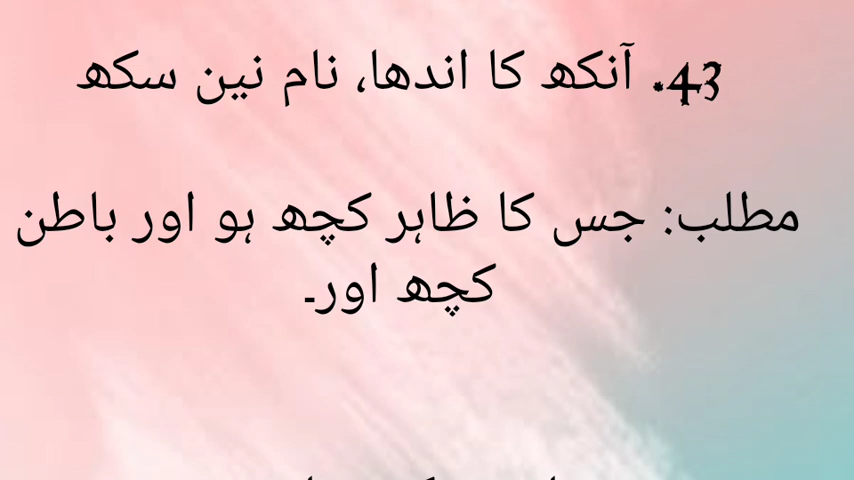 43. آنکھ کا اندھا، نام نین سکھ
مطلب: جس کا ظاہر کچھ ہو اور باطن
کچھ اور۔